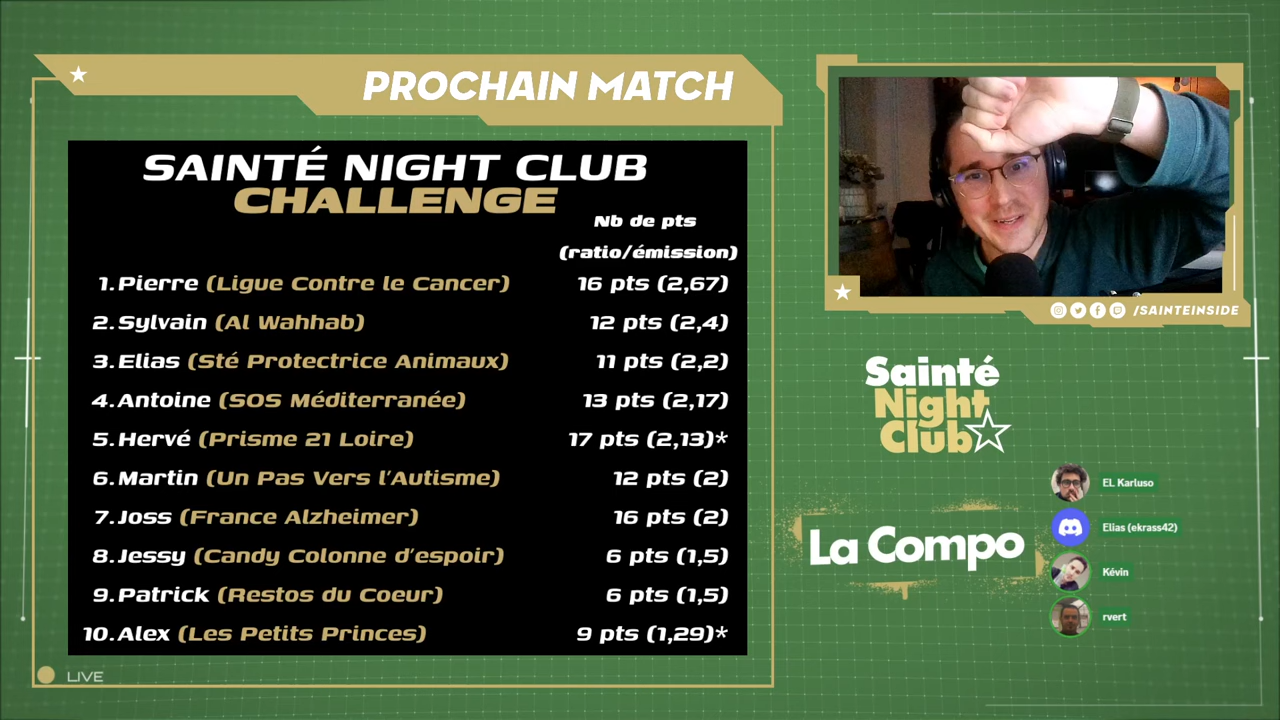 PROCHAIN MATCH
SAINTÉ NIGHT CLUB
CHALLENGE
Nb de pts
(ratio/émission)
1. Pierre (Ligue Contre le Cancer) 16 pts (2,67)
2. Sylvain (Al Wahhab) 12 pts (2,4)
3. Elias (Sté Protectrice Animaux) 11 pts (2,2)
4. Antoine (SOS Méditerranée) 13 pts (2,17)
5. Hervé (Prisme 21 Loire) 17 pts (2,13)*
6. Martin (Un Pas Vers l'Autisme) 12 pts (2)
7. Joss (France Alzheimer) 16 pts (2)
8. Jessy (Candy Colonne d'espoir) 6 pts (1,5)
9. Patrick (Restos du Coeur) 6 pts (1,5)
10. Alex (Les Petits Princes) 9 pts (1,29)*
LIVE
/SAINTEINSIDE
Sainté
Night
Club
La Compo
EL Karluso
Elias (ekrass42)
Kévin
rvert